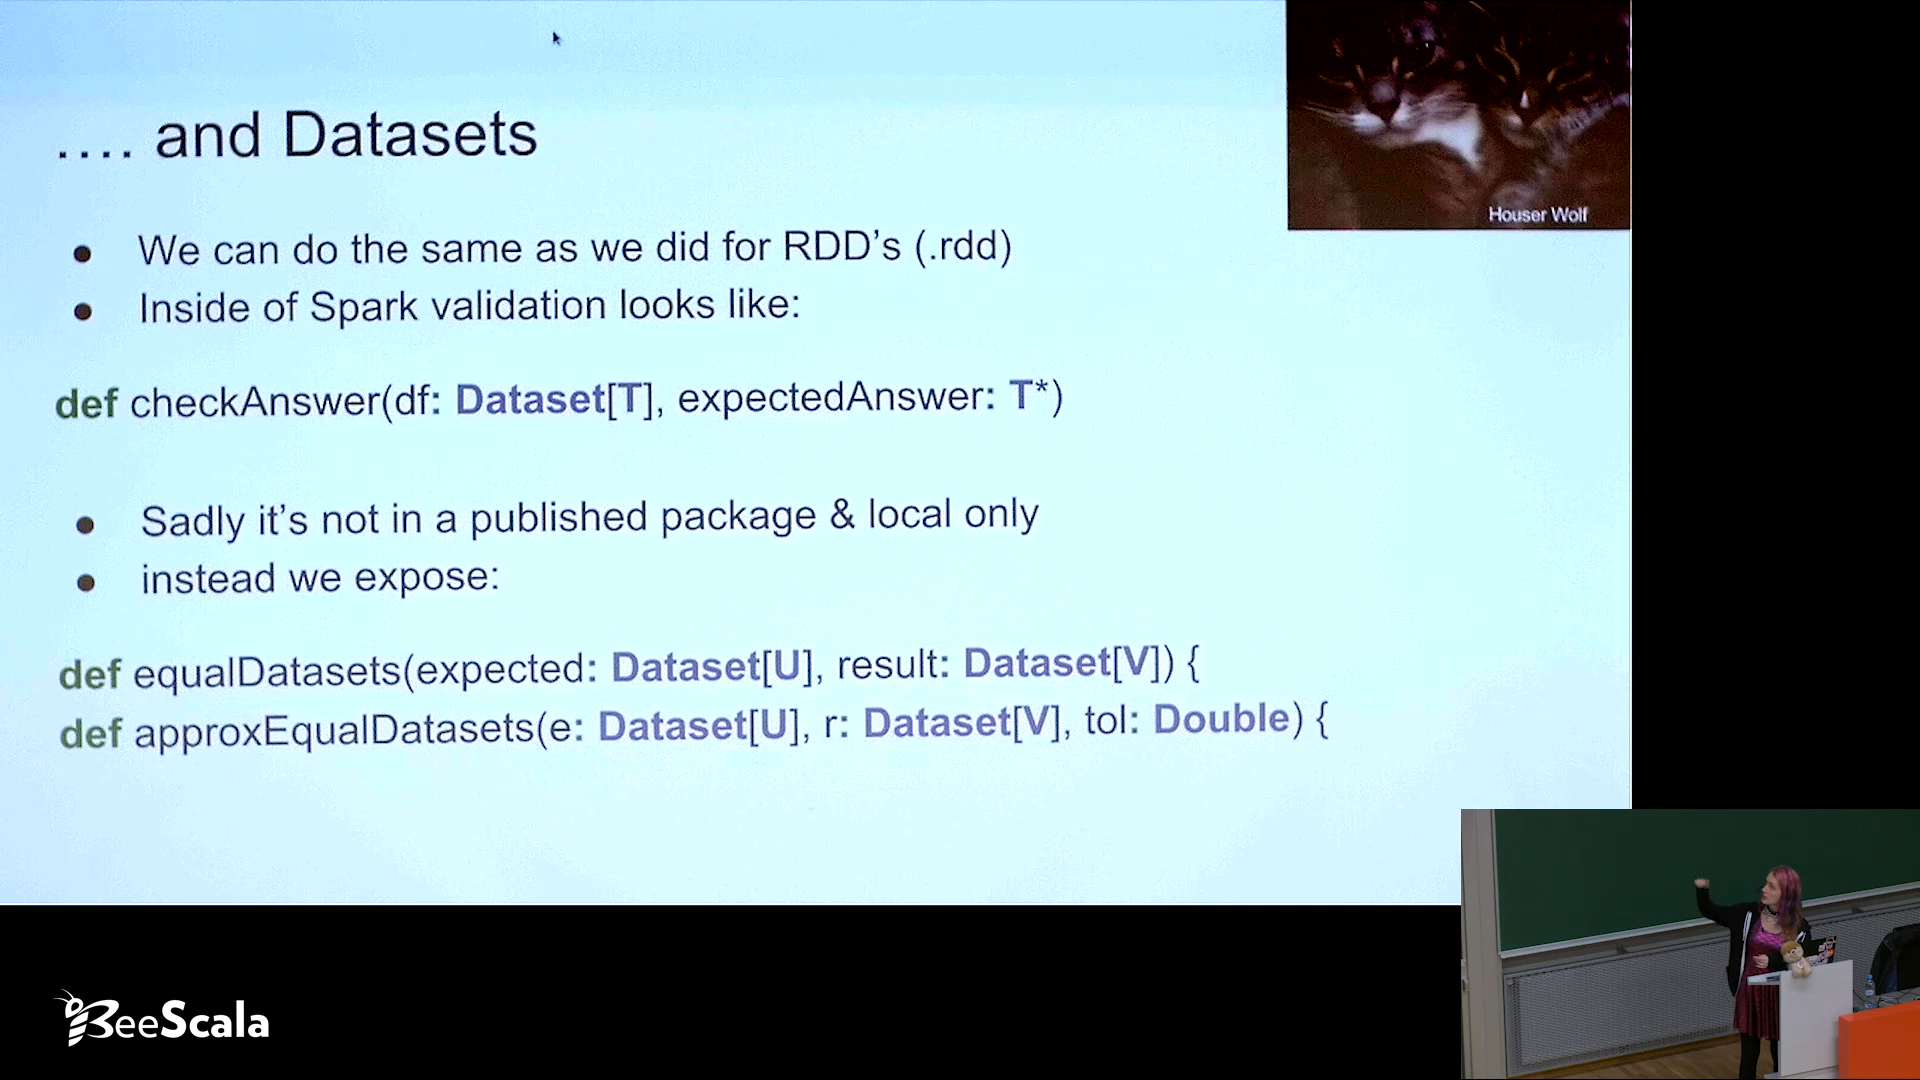 .... and Datasets
Houser Wolf
● We can do the same as we did for RDD's (.rdd)
● Inside of Spark validation looks like:
def checkAnswer(df: Dataset[T], expectedAnswer: T*)
● Sadly it's not in a published package & local only
● instead we expose:
def equalDatasets(expected: Dataset[U], result: Dataset[V]) {
def approxEqualDatasets(e: Dataset[U], r: Dataset[V], tol: Double) {
BeeScala